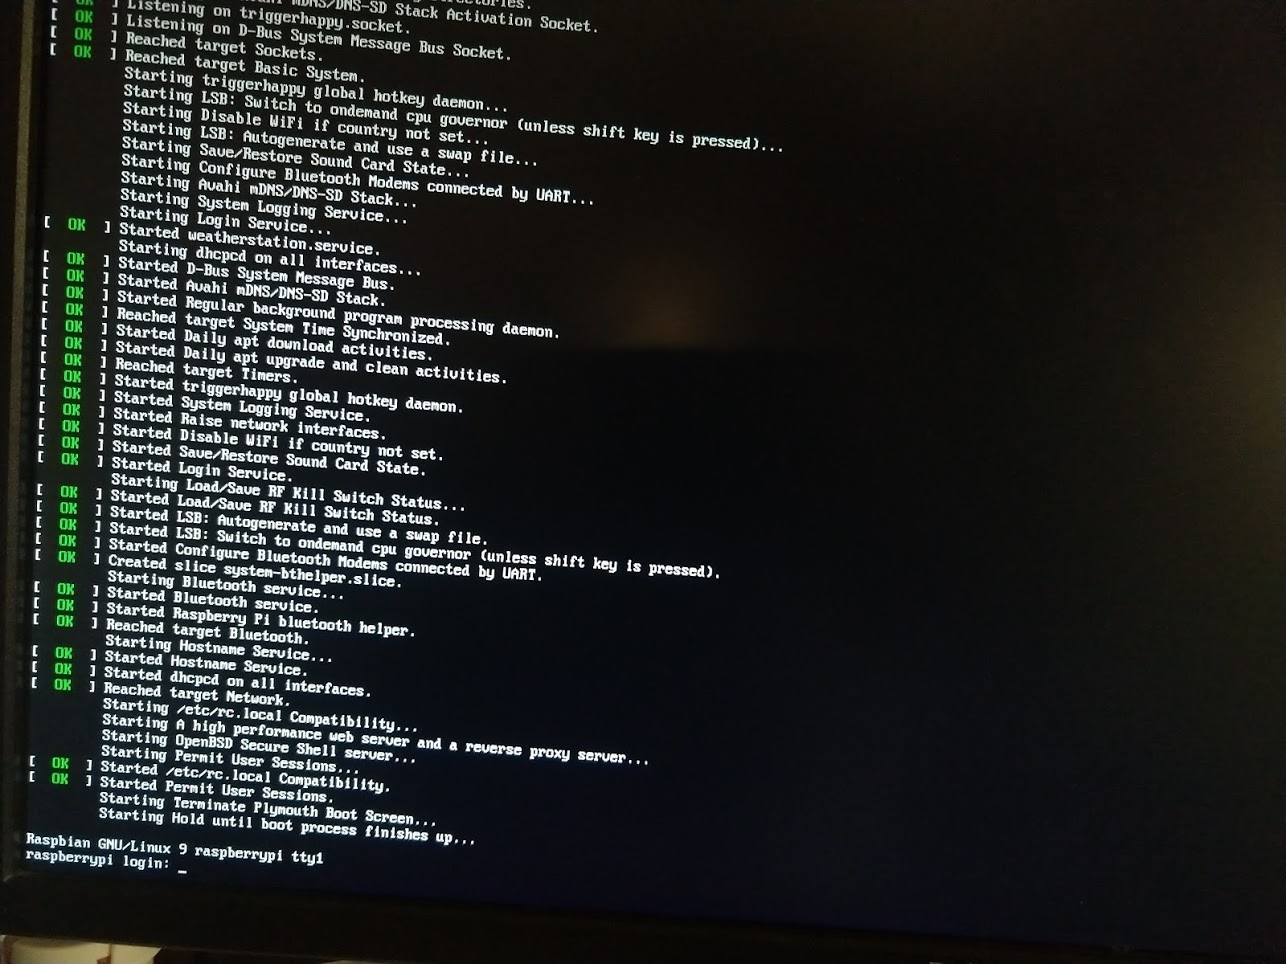 directories.
[ OK ] Listening on Avahi mDNS/DNS-SD Stack Activation Socket.
[ OK ] Listening on triggerhappy.socket.
[ OK ] Listening on D-Bus System Message Bus Socket.
[ OK ] Reached target Sockets.
[ OK ] Reached target Basic System.
Starting triggerhappy global hotkey daemon...
Starting LSB: Switch to ondemand cpu governor (unless shift key is pressed)...
Starting Disable WiFi if country not set...
Starting LSB: Autogenerate and use a swap file...
Starting Save/Restore Sound Card State...
Starting Configure Bluetooth Modems connected by UART...
Starting Avahi mDNS/DNS-SD Stack...
Starting System Logging Service...
Starting Login Service...
[ OK ] Started weatherstation.service.
Starting dhcpcd on all interfaces...
[ OK ] Started D-Bus System Message Bus.
[ OK ] Started Avahi mDNS/DNS-SD Stack.
[ OK ] Started Regular background program processing daemon.
[ OK ] Reached target System Time Synchronized.
[ OK ] Started Daily apt download activities.
[ OK ] Started Daily apt upgrade and clean activities.
[ OK ] Reached target Timers.
[ OK ] Started triggerhappy global hotkey daemon.
[ OK ] Started System Logging Service.
[ OK ] Started Raise network interfaces.
[ OK ] Started Disable WiFi if country not set.
[ OK ] Started Save/Restore Sound Card State.
[ OK ] Started Login Service.
Starting Load/Save RF Kill Switch Status...
[ OK ] Started Load/Save RF Kill Switch Status.
[ OK ] Started LSB: Autogenerate and use a swap file.
[ OK ] Started LSB: Switch to ondemand cpu governor (unless shift key is pressed).
[ OK ] Started Configure Bluetooth Modems connected by UART.
[ OK ] Created slice system-bthelper.slice.
Starting Bluetooth service...
[ OK ] Started Bluetooth service.
[ OK ] Started Raspberry Pi bluetooth helper.
[ OK ] Reached target Bluetooth.
Starting Hostname Service...
[ OK ] Started Hostname Service.
[ OK ] Started dhcpcd on all interfaces.
[ OK ] Reached target Network.
Starting /etc/rc.local Compatibility...
Starting A high performance web server and a reverse proxy server...
Starting OpenBSD Secure Shell server...
Starting Permit User Sessions...
[ OK ] Started /etc/rc.local Compatibility.
[ OK ] Started Permit User Sessions.
Starting Terminate Plymouth Boot Screen...
Starting Hold until boot process finishes up...
Raspbian GNU/Linux 9 raspberrypi tty1
raspberrypi login: _